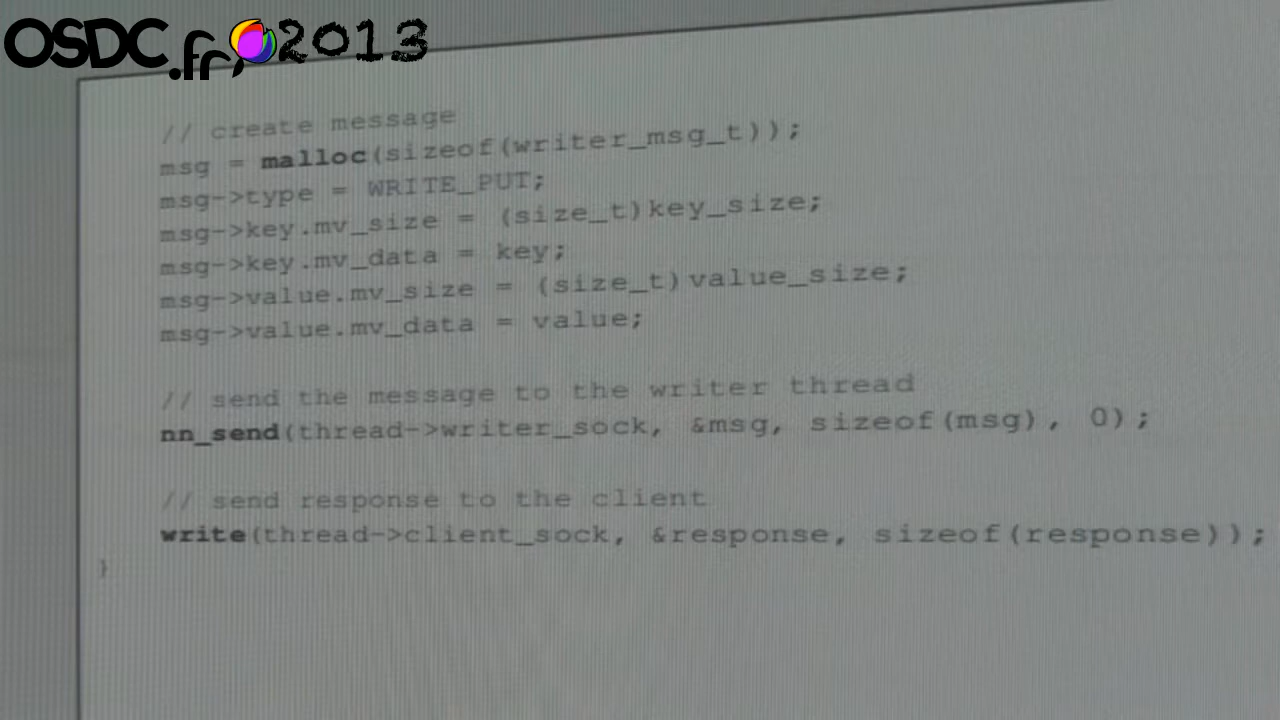 OSDC.fr 2013
// create message
msg = malloc(sizeof(writer_msg_t));
msg->type = WRITE_PUT;
msg->key.mv_size = (size_t)key_size;
msg->key.mv_data = key;
msg->value.mv_size = (size_t)value_size;
msg->value.mv_data = value;
// send the message to the writer thread
nn_send(thread->writer_sock, &msg, sizeof(msg), 0);
// send response to the client
write(thread->client_sock, &response, sizeof(response));
}